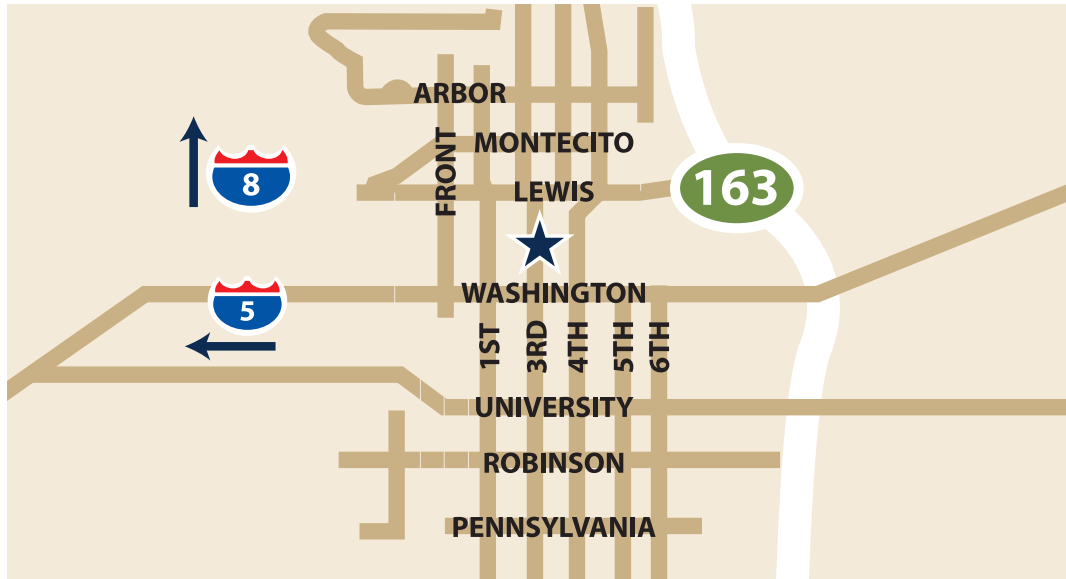 ARBOR
MONTECITO
FRONT
8
163
LEWIS
WASHINGTON
5
1ST
3RD
4TH
5TH
6TH
UNIVERSITY
ROBINSON
PENNSYLVANIA